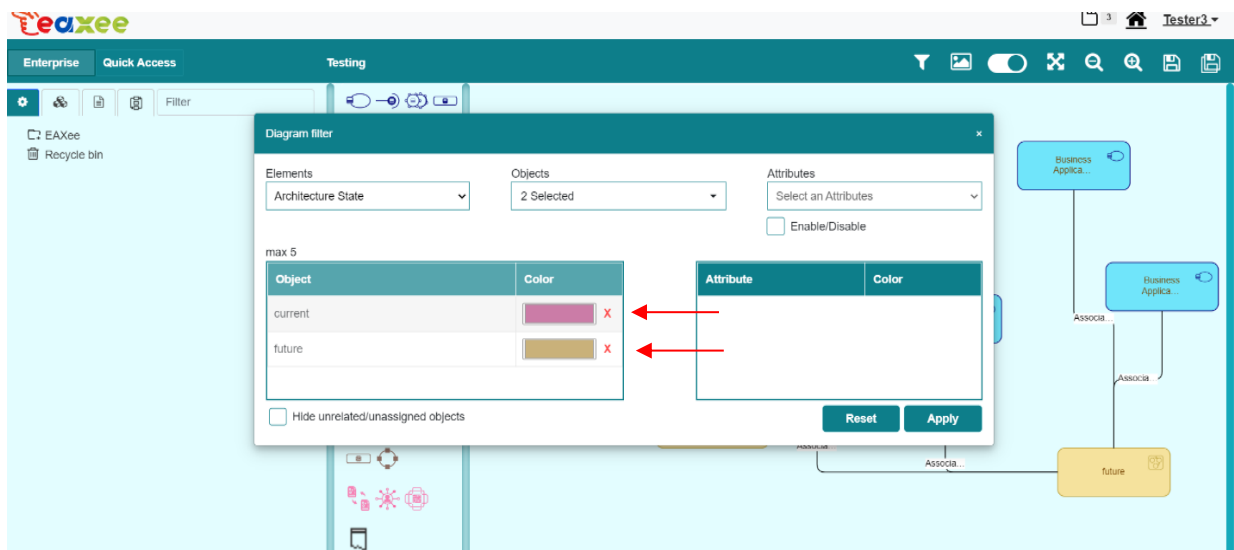 eaxee
3
Tester3
Enterprise
Quick Access
Testing
Filter
EAXee
Recycle bin
Diagram filter
×
Elements
Objects
Attributes
Architecture State
2 Selected
Select an Attributes
Enable/Disable
max 5
Object
Color
Attribute
Color
current
X
future
X
Hide unrelated/unassigned objects
Reset
Apply
Business
Applica...
Business
Applica...
Associa...
Associa...
Associa...
Associa...
future